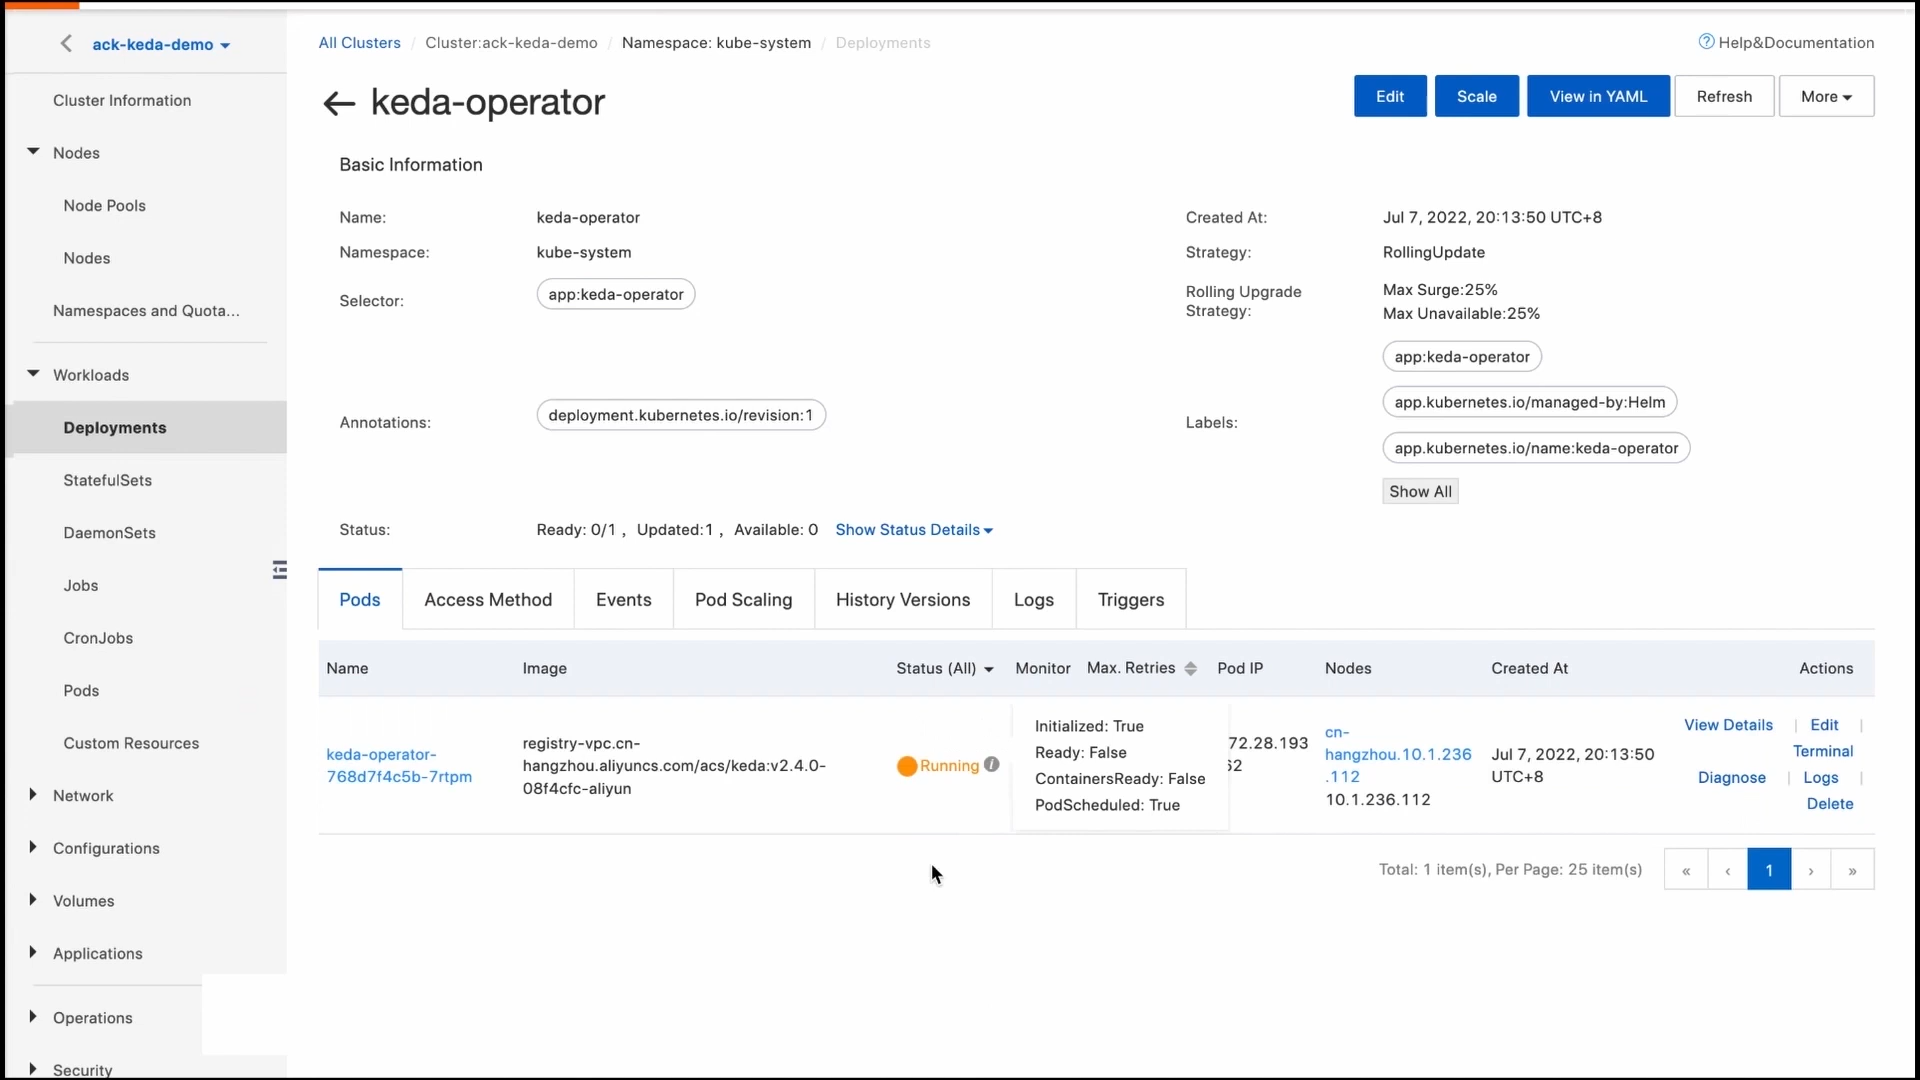 ack-keda-demo
All Clusters / Cluster:ack-keda-demo / Namespace: kube-system / Deployments
Help&Documentation
keda-operator
Edit
Scale
View in YAML
Refresh
More
Cluster Information
Nodes
Node Pools
Nodes
Namespaces and Quota...
Workloads
Deployments
StatefulSets
DaemonSets
Jobs
CronJobs
Pods
Custom Resources
Network
Configurations
Volumes
Applications
Operations
Security
Basic Information
Name: keda-operator
Created At: Jul 7, 2022, 20:13:50 UTC+8
Namespace: kube-system
Strategy: RollingUpdate
Selector: app:keda-operator
Rolling Upgrade
Strategy:
Max Surge:25%
Max Unavailable:25%
Annotations: deployment.kubernetes.io/revision:1
Labels:
app:keda-operator
app.kubernetes.io/managed-by:Helm
app.kubernetes.io/name:keda-operator
Show All
Status: Ready: 0/1 , Updated:1 , Available: 0 Show Status Details
Pods
Access Method
Events
Pod Scaling
History Versions
Logs
Triggers
Name
Image
Status (All)
Monitor
Max. Retries
Pod IP
Nodes
Created At
Actions
keda-operator-
768d7f4c5b-7rtpm
registry-vpc.cn-
hangzhou.aliyuncs.com/acs/keda:v2.4.0-
08f4cfc-aliyun
Running
Initialized: True
Ready: False
ContainersReady: False
PodScheduled: True
72.28.193
cn-
hangzhou.10.1.236
.112
10.1.236.112
Jul 7, 2022, 20:13:50
UTC+8
View Details | Edit |
Terminal
Diagnose | Logs |
Delete
Total: 1 item(s), Per Page: 25 item(s)
« ‹ 1 › »